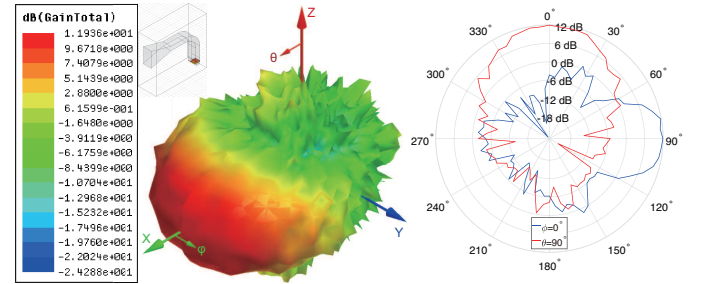 dB(GainTotal)
1.1936e+001
9.6718e+000
7.4079e+000
5.1439e+000
2.8800e+000
6.1599e-001
-1.6480e+000
-3.9119e+000
-6.1759e+000
-8.4399e+000
-1.0704e+001
-1.2968e+001
-1.5232e+001
-1.7496e+001
-1.9760e+001
-2.2024e+001
-2.4288e+001
Z
θ
X
φ
Y
0°
330°
30°
300°
60°
270°
90°
240°
120°
210°
150°
180°
12 dB
6 dB
0 dB
-6 dB
-12 dB
-18 dB
ϕ=0°
θ=90°